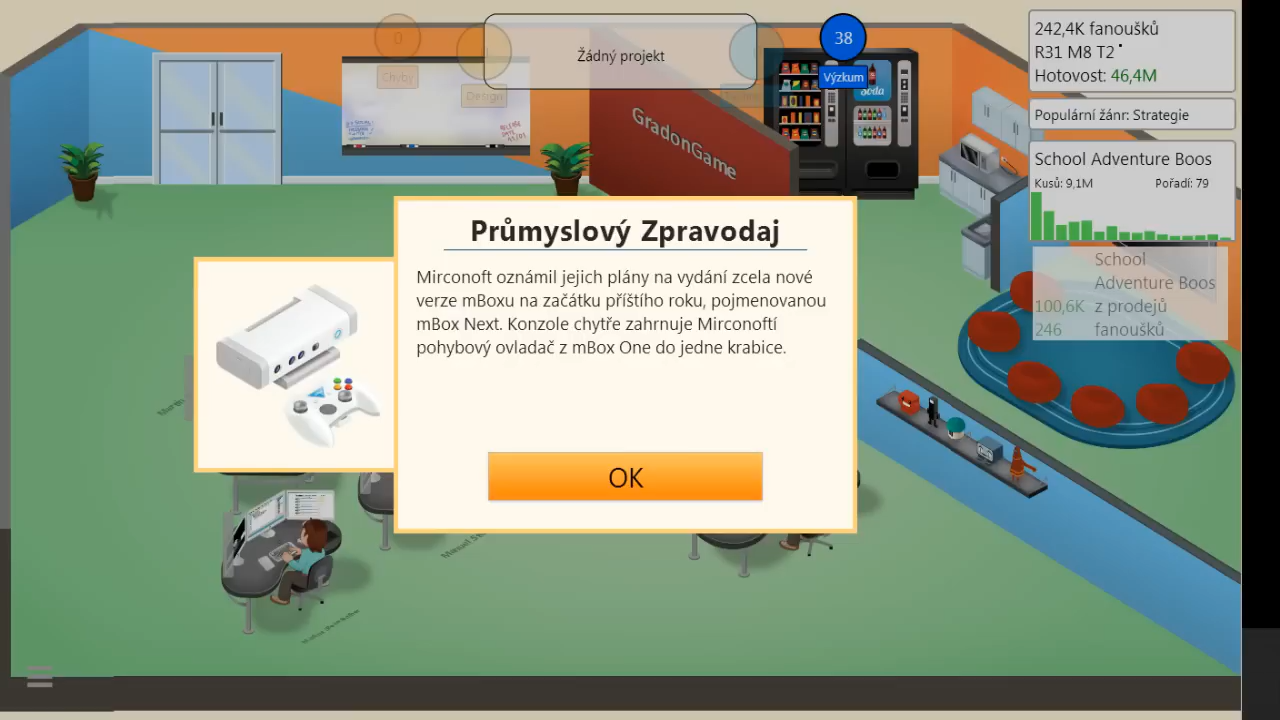 0
Chyby
Design
Žádný projekt
38
Výzkum
Soda
GradonGame
242,4K fanoušků
R31 M8 T2
Hotovost: 46,4M
Populární žánr: Strategie
School Adventure Boos
Kusů: 9,1M
Pořadí: 79
School
Adventure Boos
100,6K z prodejů
246 fanoušků
Průmyslový Zpravodaj
Mirconoft oznámil jejich plány na vydání zcela nové
verze mBoxu na začátku příštího roku, pojmenovanou
mBox Next. Konzole chytře zahrnuje Mirconoftí
pohybový ovladač z mBox One do jedne krabice.
OK